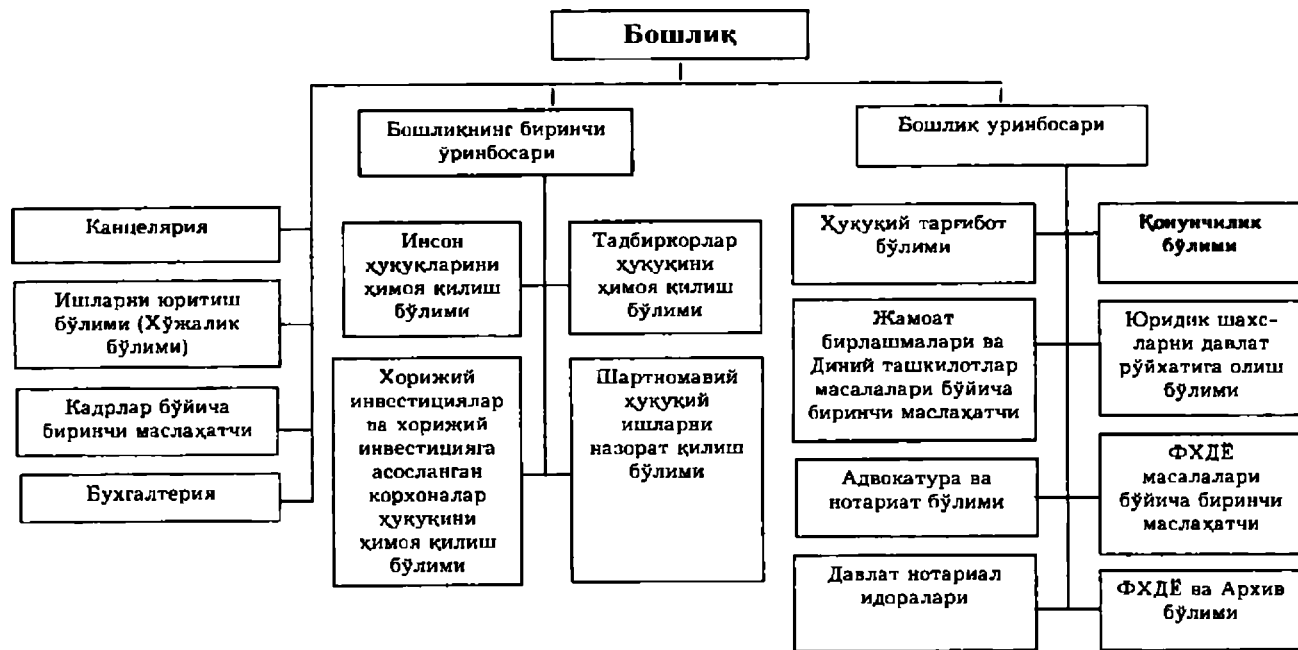 Бошлиқ
Бошлиқнинг биринчи
ўринбосари
Бошлик уринбосари
Канцелярия
Ишларни юритиш
бўлими (Хўжалик
бўлими)
Кадрлар бўйича
биринчи маслаҳатчи
Бухгалтерия
Инсон
ҳуқуқларини
ҳимоя қилиш
бўлими
Тадбиркорлар
ҳуқуқини
ҳимоя қилиш
бўлими
Хорижий
инвестициялар
ва хорижий
инвестицияга
асосланган
корхоналар
ҳуқуқини
ҳимоя қилиш
бўлими
Шартномавий
ҳуқуқий
ишларни
назорат қилиш
бўлими
Ҳуқуқий тарғибот
бўлими
Қонунчилик
бўлими
Жамоат
бирлашмалари ва
Диний ташкилотлар
масалалари бўйича
биринчи маслаҳатчи
Юридик шахс-
ларни давлат
рўйхатига олиш
бўлими
Адвокатура ва
нотариат бўлими
ФХДЁ
масалалари
бўйича биринчи
маслаҳатчи
Давлат нотариал
идоралари
ФХДЁ ва Архив
бўлими